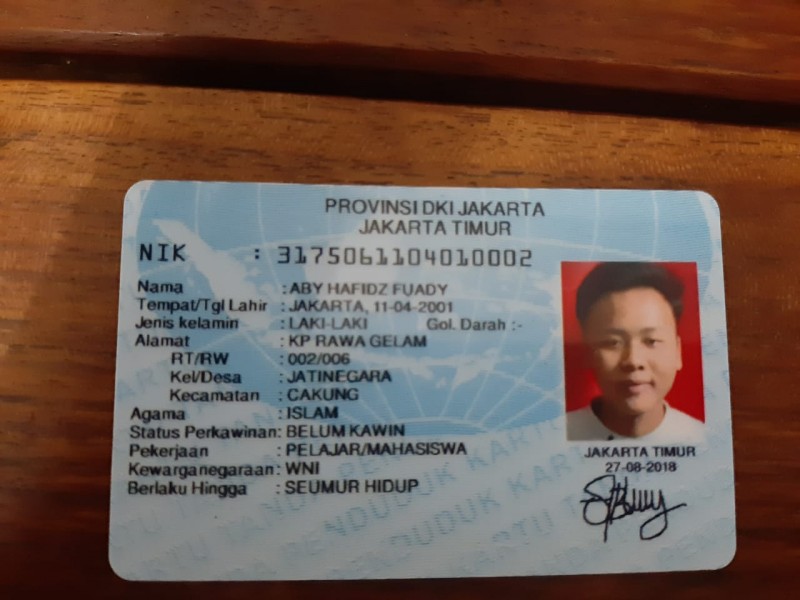 PROVINSI DKI JAKARTA
JAKARTA TIMUR
NIK : 3175061104010002
Nama : ABY HAFIDZ FUADY
Tempat/Tgl Lahir : JAKARTA, 11-04-2001
Jenis kelamin : LAKI-LAKI Gol. Darah :-
Alamat : KP RAWA GELAM
RT/RW : 002/006
Kel/Desa : JATINEGARA
Kecamatan : CAKUNG
Agama : ISLAM
Status Perkawinan: BELUM KAWIN
Pekerjaan : PELAJAR/MAHASISWA
Kewarganegaraan: WNI
Berlaku Hingga : SEUMUR HIDUP
JAKARTA TIMUR
27-08-2018